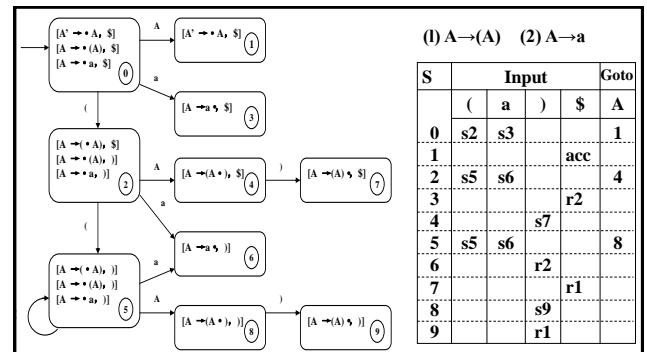 [A' → • A, $]
[A → • (A), $]
[A → • a, $]
0
A
[A' → • A, $]
1
a
[A → a •, $]
3
(
[A → ( • A), $]
[A → • (A), )]
[A → • a, )]
2
A
[A → (A • ), $]
4
)
[A → (A) •, $]
7
a
[A → a •, )]
6
(
[A → ( • A), )]
[A → • (A), )]
[A → • a, )]
5
a
A
[A → (A • ), )]
8
)
[A → (A) •, )]
9
(1) A→(A) (2) A→a
S Input Goto
( a ) $ A
0 s2 s3 1
1 acc
2 s5 s6 4
3 r2
4 s7
5 s5 s6 8
6 r2
7 r1
8 s9
9 r1